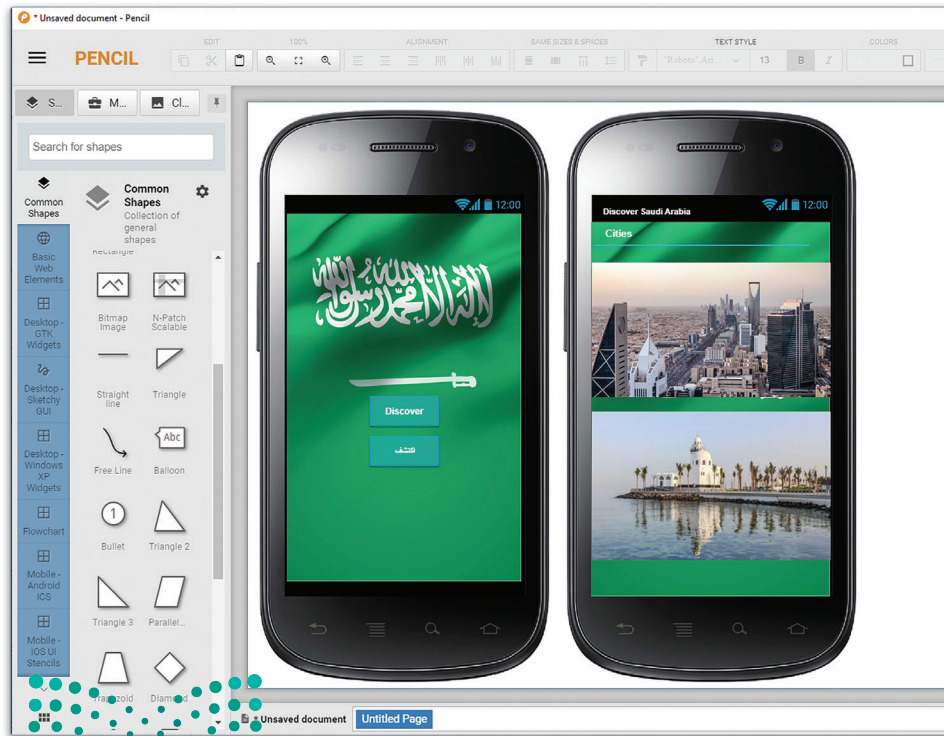 * Unsaved document - Pencil
PENCIL
EDIT
100%
ALIGNMENT
SAME SIZES & SPACES
TEXT STYLE
COLORS
"Roboto" ,Ari...
13
B
I
S...
M...
Cl...
Search for shapes
Common
Shapes
Basic
Web
Elements
Desktop -
GTK
Widgets
Desktop -
Sketchy
GUI
Desktop -
Windows
XP
Widgets
Flowchart
Mobile -
Android
ICS
Mobile -
iOS UI
Stencils
Common
Shapes
Collection of
general
shapes
Rectangle
Bitmap
Image
N-Patch
Scalable
Straight
line
Triangle
Free Line
Abc
Balloon
1
Bullet
Triangle 2
Triangle 3
Parallel...
Trapezoid
Diamond
12:00
لا إله إلا الله محمد رسول الله
Discover
12:00
Discover Saudi Arabia
Cities
* Unsaved document
Untitled Page